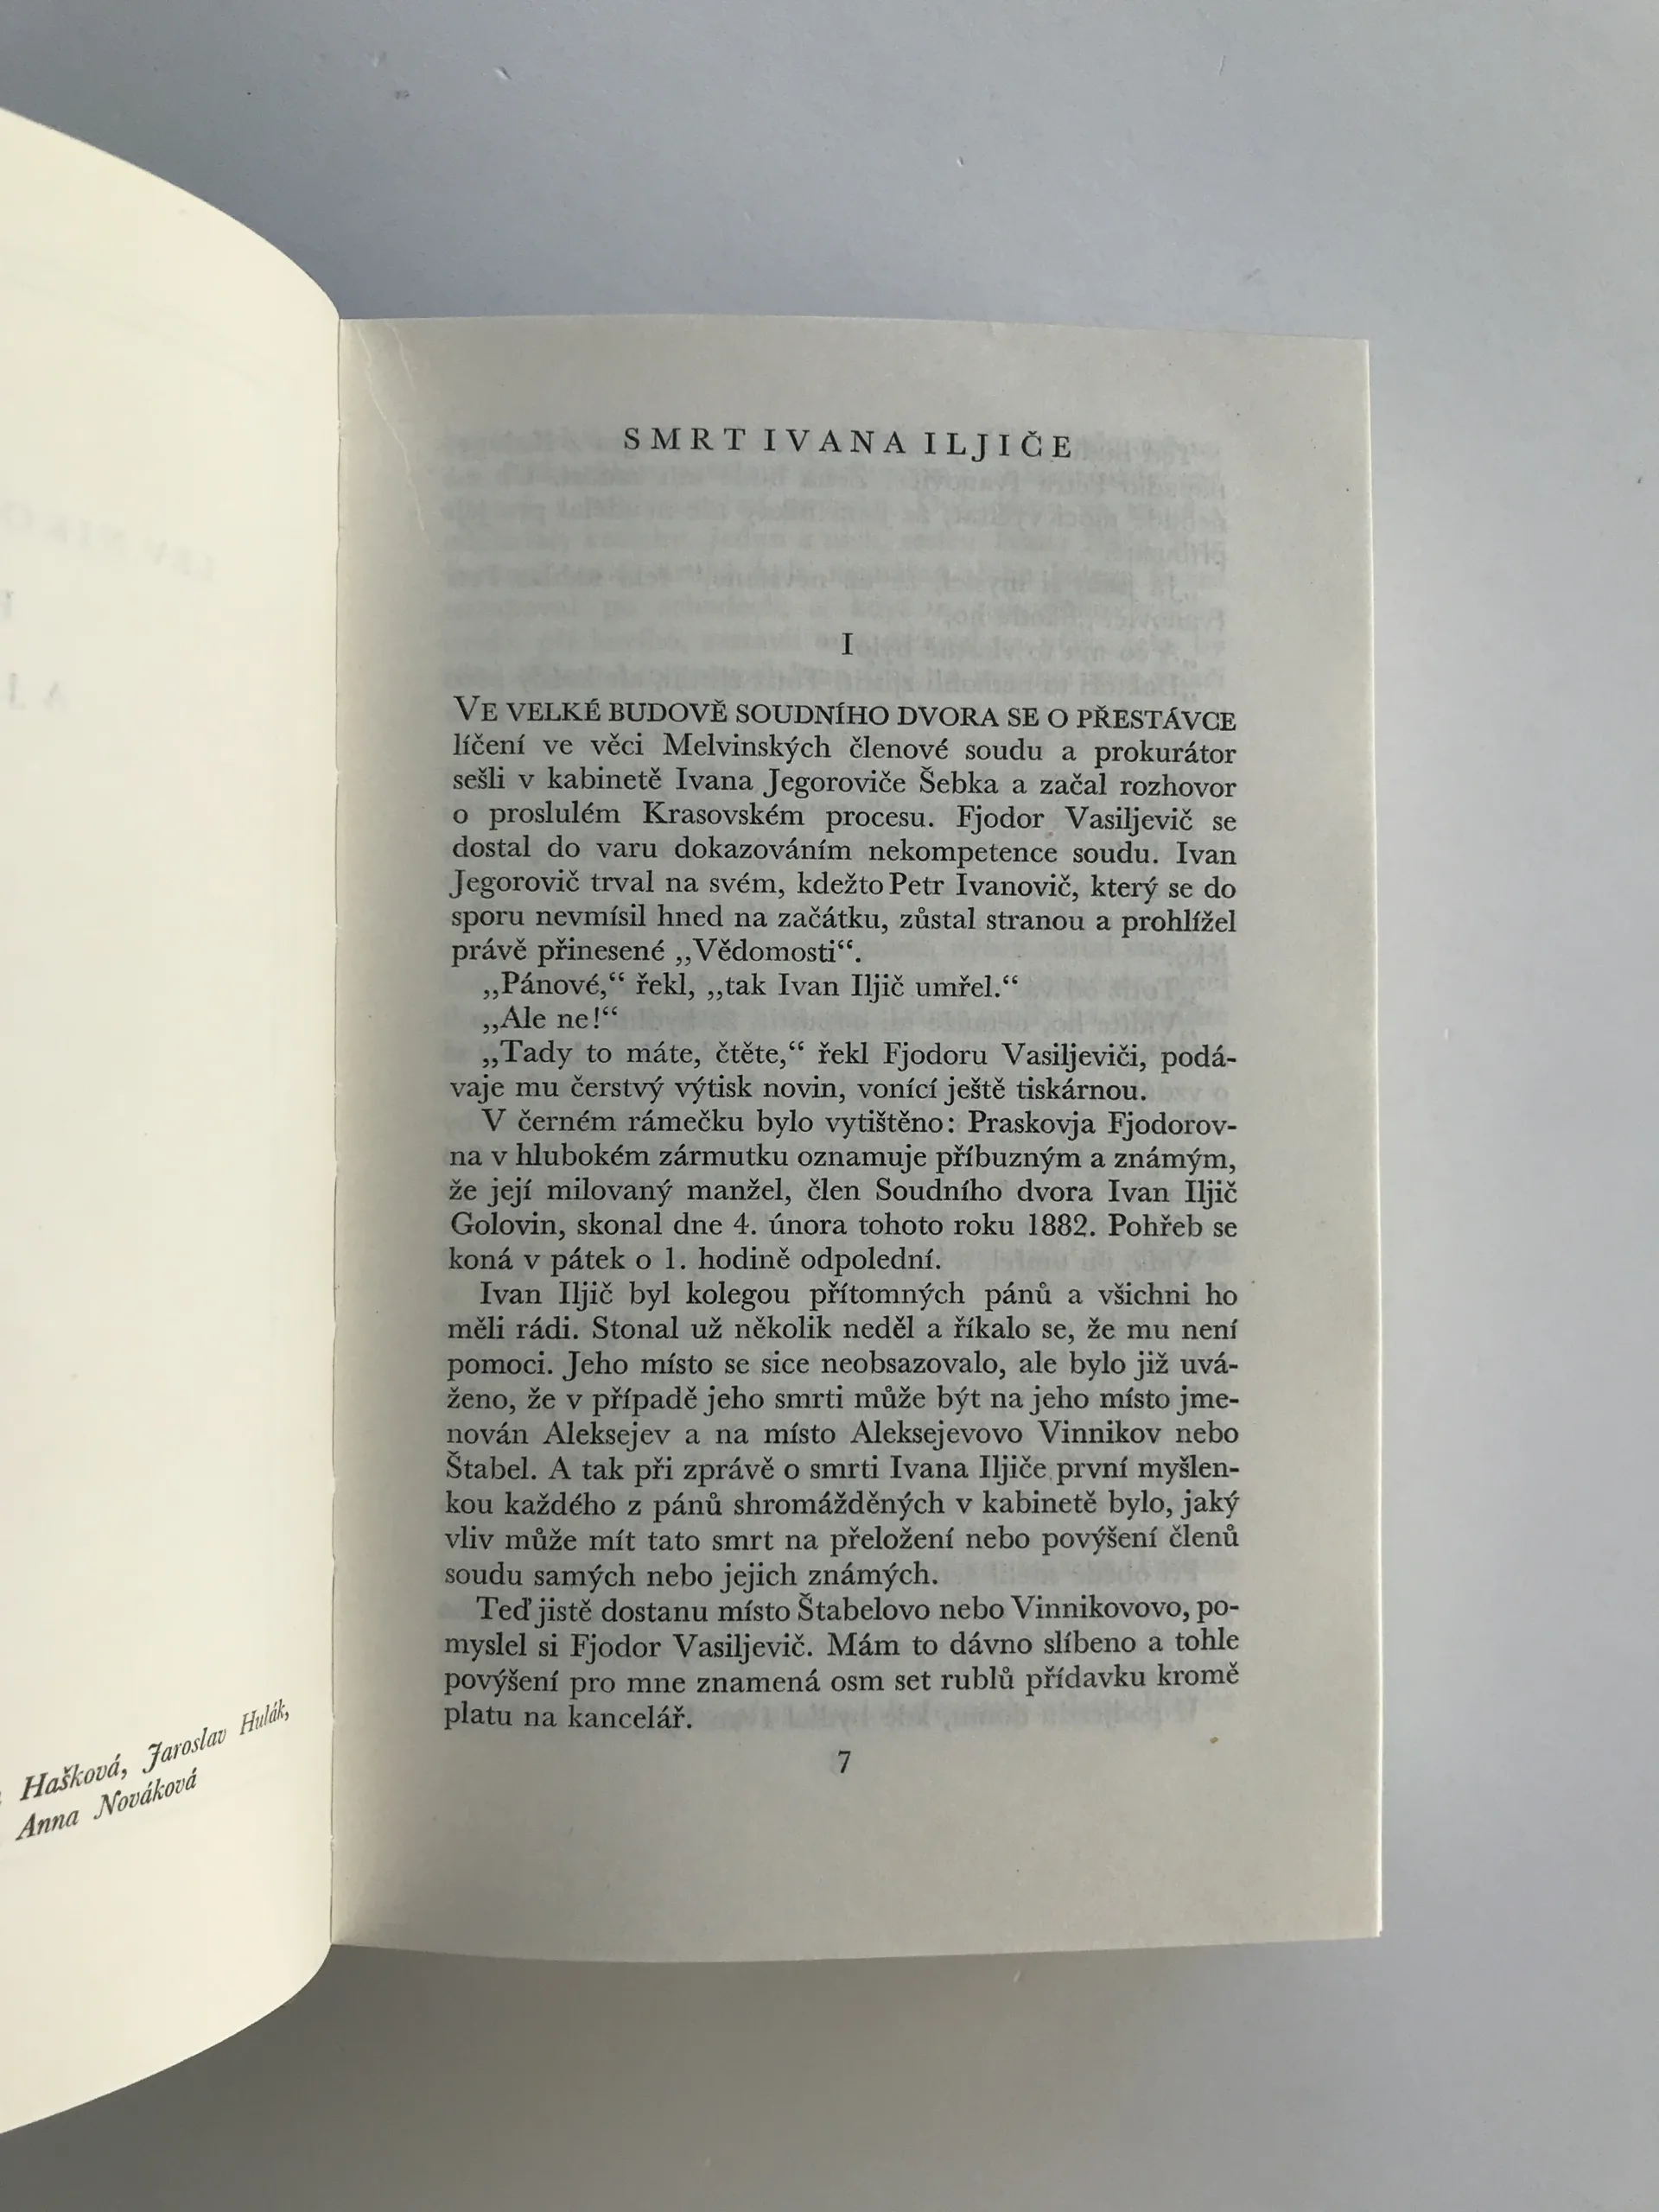 Hašková, Jaroslav Hulák,
Anna Nováková
SMRT IVANA ILJIČE
I
VE VELKÉ BUDOVĚ SOUDNÍHO DVORA SE O PŘESTÁVCE
líčení ve věci Melvinských členové soudu a prokurátor
sešli v kabinetě Ivana Jegoroviče Šebka a začal rozhovor
o proslulém Krasovském procesu. Fjodor Vasiljevič se
dostal do varu dokazováním nekompetence soudu. Ivan
Jegorovič trval na svém, kdežto Petr Ivanovič, který se do
sporu nevmísil hned na začátku, zůstal stranou a prohlížel
právě přinesené „Vědomosti“.
„Pánové,“ řekl, „tak Ivan Iljič umřel.“
„Ale ne!“
„Tady to máte, čtěte,“ řekl Fjodoru Vasiljeviči, podá-
vaje mu čerstvý výtisk novin, vonící ještě tiskárnou.
V černém rámečku bylo vytištěno: Praskovja Fjodorov-
na v hlubokém zármutku oznamuje příbuzným a známým,
že její milovaný manžel, člen Soudního dvora Ivan Iljič
Golovin, skonal dne 4. února tohoto roku 1882. Pohřeb se
koná v pátek o 1. hodině odpolední.
Ivan Iljič byl kolegou přítomných pánů a všichni ho
měli rádi. Stonal už několik neděl a říkalo se, že mu není
pomoci. Jeho místo se sice neobsazovalo, ale bylo již uvá-
ženo, že v případě jeho smrti může být na jeho místo jme-
nován Aleksejev a na místo Aleksejevovo Vinnikov nebo
Štabel. A tak při zprávě o smrti Ivana Iljiče první myšlen-
kou každého z pánů shromážděných v kabinetě bylo, jaký
vliv může mít tato smrt na přeložení nebo povýšení členů
soudu samých nebo jejich známých.
Teď jistě dostanu místo Štabelovo nebo Vinnikovovo, po-
myslel si Fjodor Vasiljevič. Mám to dávno slíbeno a tohle
povýšení pro mne znamená osm set rublů přídavku kromě
platu na kancelář.
7